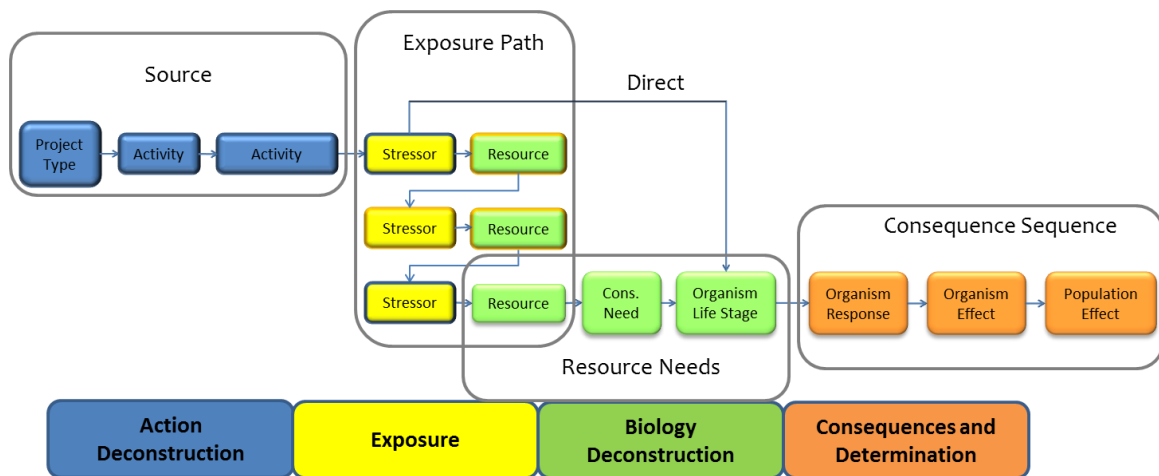 Exposure Path
Source
Direct
Project
Type
Activity
Activity
Stressor
Resource
Stressor
Resource
Consequence Sequence
Stressor
Resource
Cons.
Need
Organism
Life Stage
Organism
Response
Organism
Effect
Population
Effect
Resource Needs
Action
Deconstruction
Exposure
Biology
Deconstruction
Consequences and
Determination